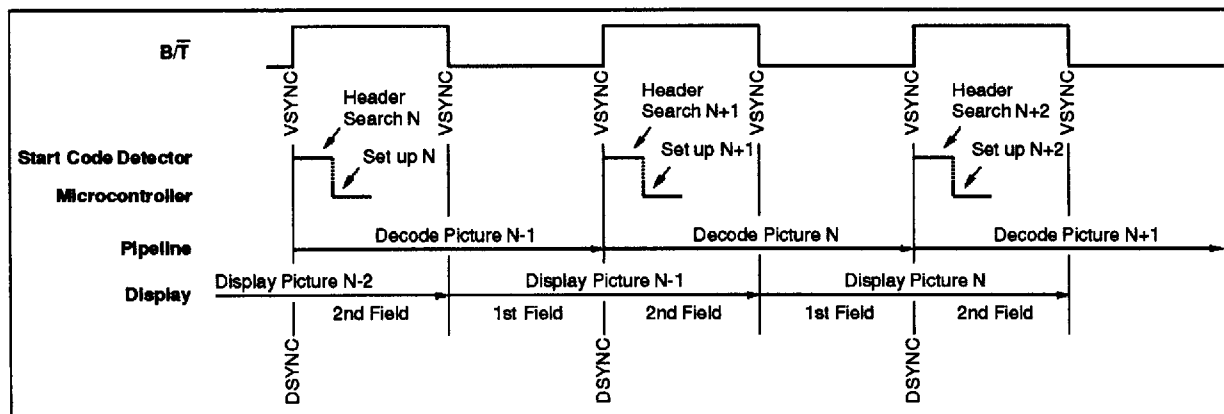 B/T̅
VSYNC VSYNC VSYNC VSYNC VSYNC VSYNC
Header Search N
Header Search N+1
Header Search N+2
Start Code Detector
Set up N
Set up N+1
Set up N+2
Microcontroller
Pipeline
Decode Picture N-1
Decode Picture N
Decode Picture N+1
Display
Display Picture N-2
Display Picture N-1
Display Picture N
2nd Field
1st Field
2nd Field
1st Field
2nd Field
DSYNC DSYNC DSYNC